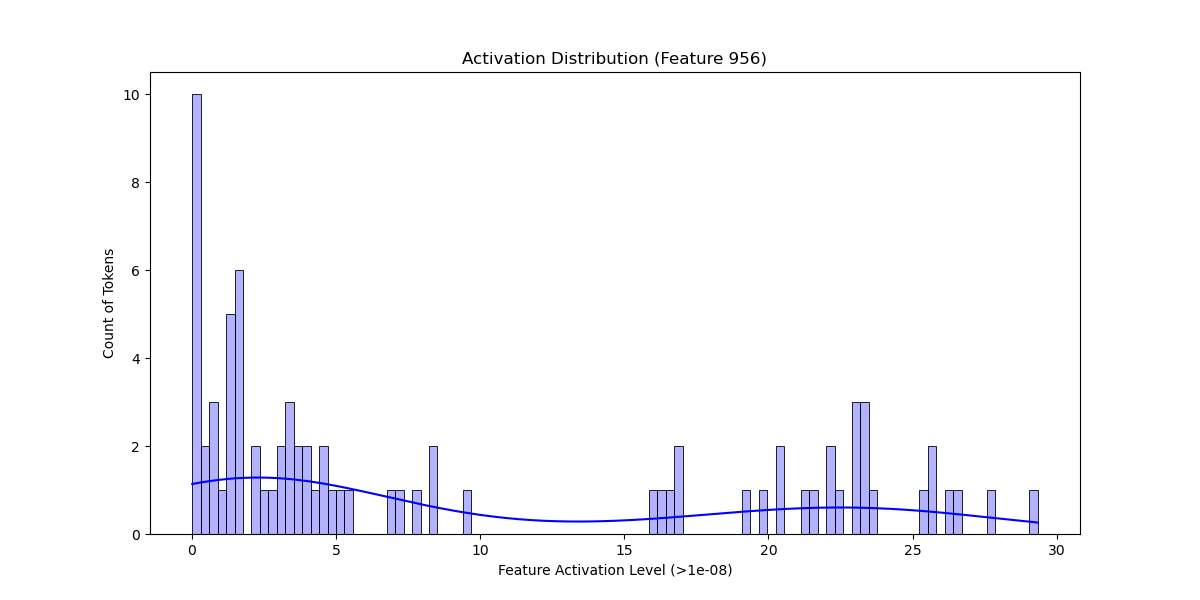 Activation Distribution (Feature 956)
10
8
6
4
2
0
Count of Tokens
0 5 10 15 20 25 30
Feature Activation Level (>1e-08)